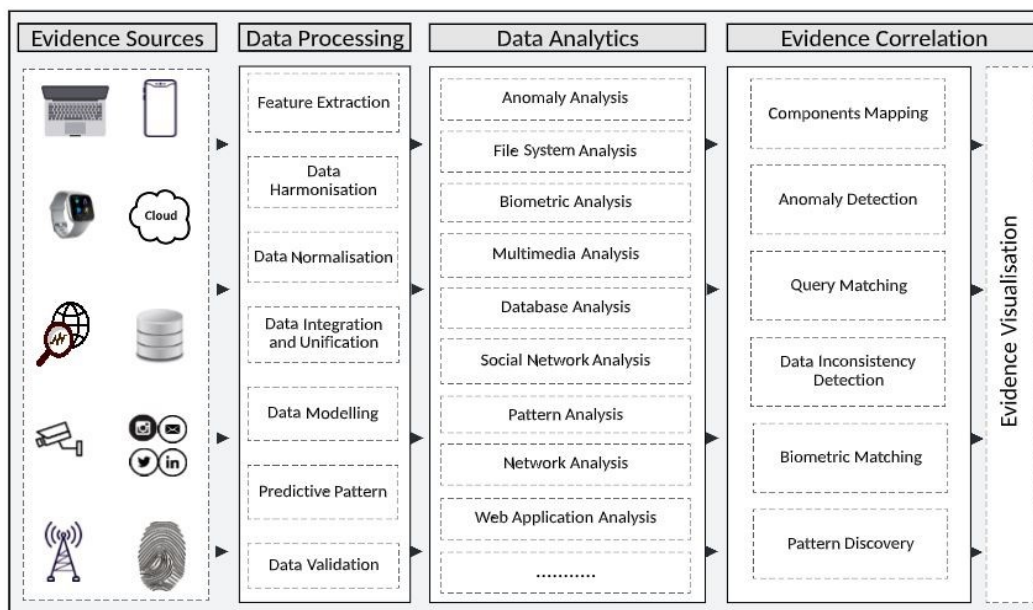 Evidence Sources
Data Processing
Data Analytics
Evidence Correlation
Cloud
in
Feature Extraction
Data
Harmonisation
Data Normalisation
Data Integration
and Unification
Data Modelling
Predictive Pattern
Data Validation
Anomaly Analysis
File System Analysis
Biometric Analysis
Multimedia Analysis
Database Analysis
Social Network Analysis
Pattern Analysis
Network Analysis
Web Application Analysis
...........
Components Mapping
Anomaly Detection
Query Matching
Data Inconsistency
Detection
Biometric Matching
Pattern Discovery
Evidence Visualisation